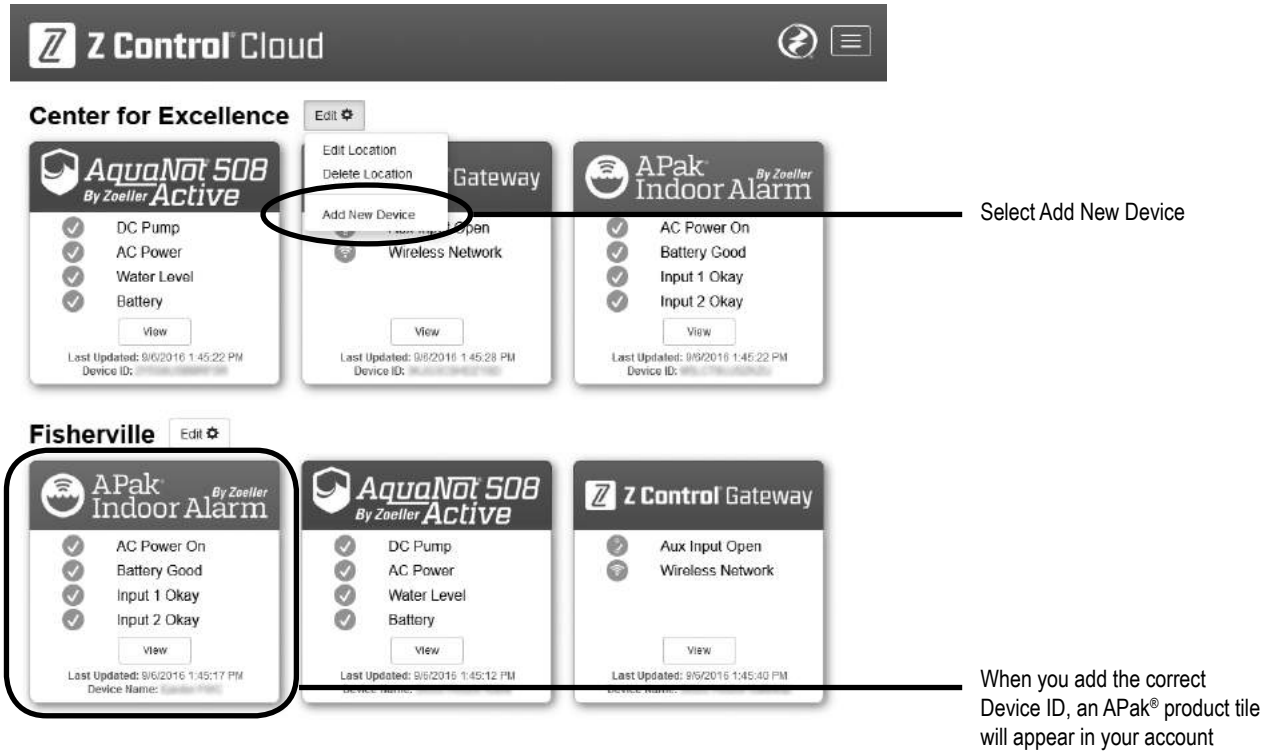 Z Control® Cloud
Center for Excellence Edit
Edit Location
Delete Location
Add New Device
AquaNot® 508
By Zoeller Active
DC Pump
AC Power
Water Level
Battery
View
Last Updated: 9/6/2016 1:45:22 PM
Device ID:
Gateway
Aux Input Open
Wireless Network
View
Last Updated: 9/6/2016 1:45:28 PM
Device ID:
APak® By Zoeller
Indoor Alarm
AC Power On
Battery Good
Input 1 Okay
Input 2 Okay
View
Last Updated: 9/6/2016 1:45:22 PM
Device ID:
Select Add New Device
Fisherville Edit
APak® By Zoeller
Indoor Alarm
AC Power On
Battery Good
Input 1 Okay
Input 2 Okay
View
Last Updated: 9/6/2016 1:45:17 PM
Device Name:
AquaNot® 508
By Zoeller Active
DC Pump
AC Power
Water Level
Battery
View
Last Updated: 9/6/2016 1:45:12 PM
Device Name:
Z Control® Gateway
Aux Input Open
Wireless Network
View
Last Updated: 9/6/2016 1:45:40 PM
Device Name:
When you add the correct
Device ID, an APak® product tile
will appear in your account